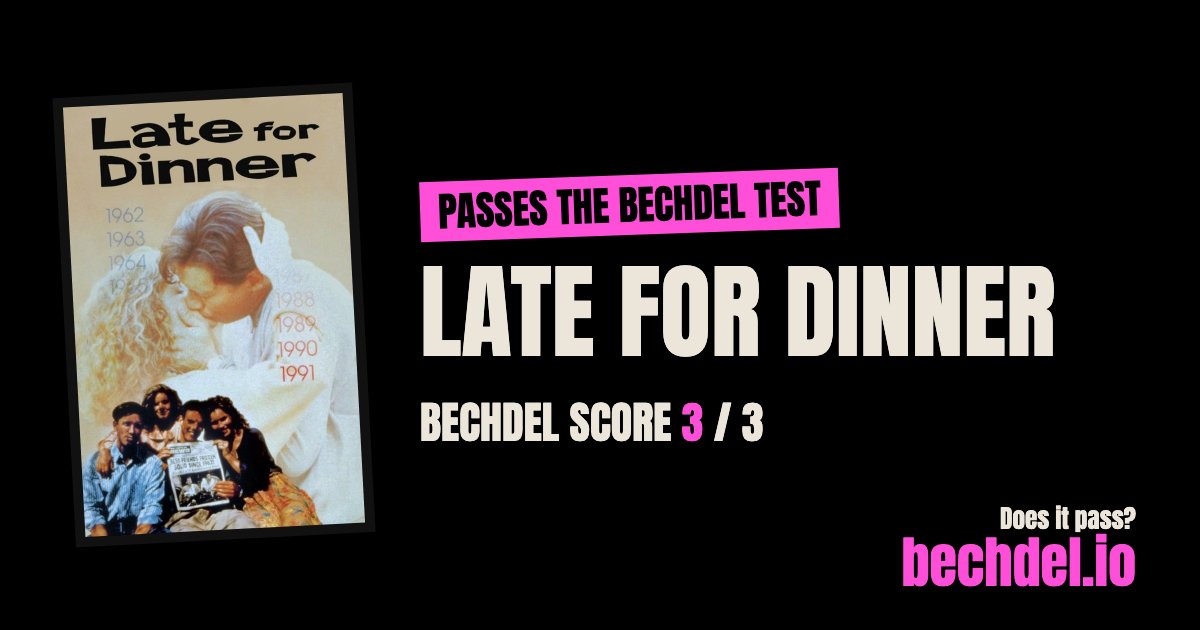 Late for
Dinner
1962
1963
1964
1965
1988
1989
1990
1991
PASSES THE BECHDEL TEST
LATE FOR DINNER
BECHDEL SCORE 3 / 3
Does it pass?
bechdel.io